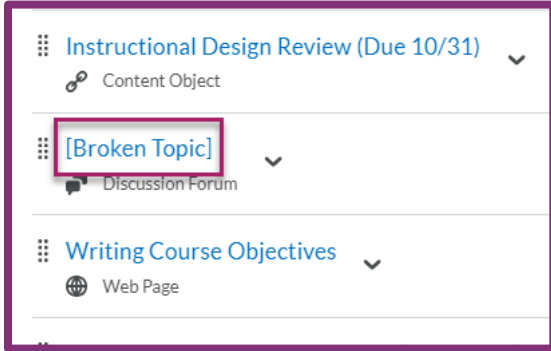 Instructional Design Review (Due 10/31)
Content Object
[Broken Topic]
Discussion Forum
Writing Course Objectives
Web Page